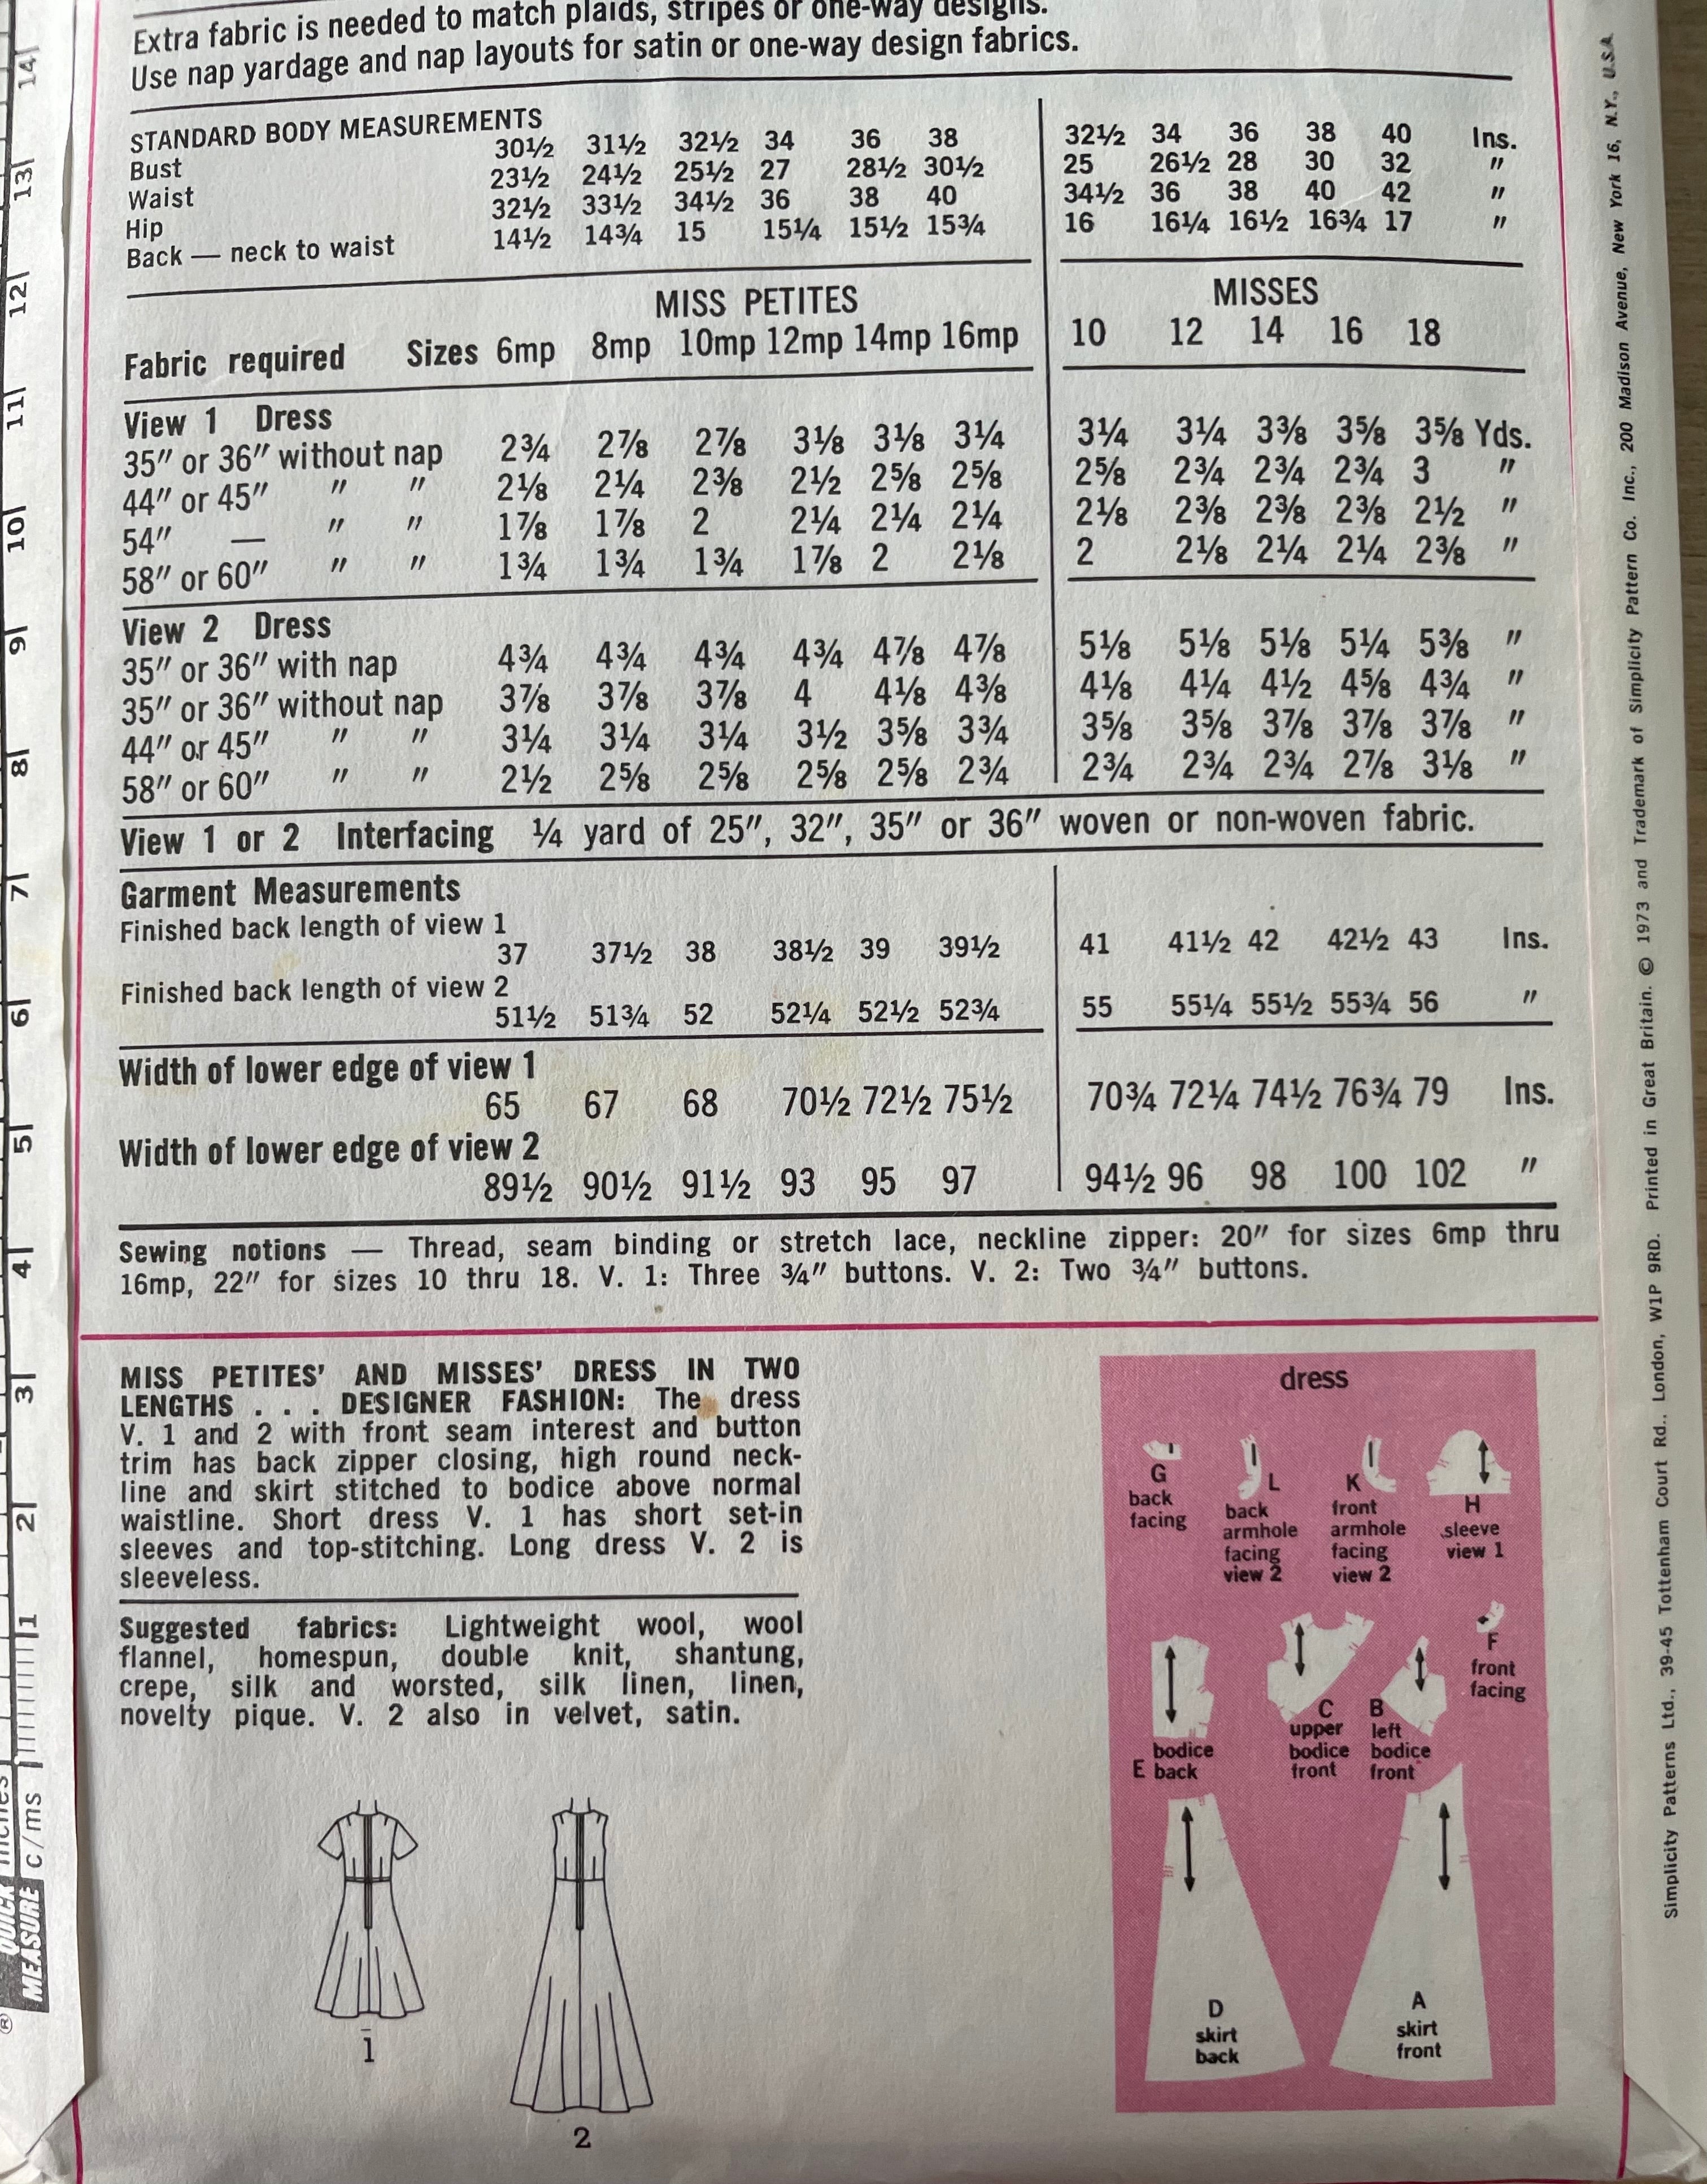 Extra fabric is needed to match plaids, stripes or one-way designs.
Use nap yardage and nap layouts for satin or one-way design fabrics.
STANDARD BODY MEASUREMENTS
Bust 30½ 31½ 32½ 34 36 38 32½ 34 36 38 40 Ins.
Waist 23½ 24½ 25½ 27 28½ 30½ 25 26½ 28 30 32 "
Hip 32½ 33½ 34½ 36 38 40 34½ 36 38 40 42 "
Back — neck to waist 14½ 14¾ 15 15¼ 15½ 15¾ 16 16¼ 16½ 16¾ 17 "
MISS PETITES MISSES
Fabric required Sizes 6mp 8mp 10mp 12mp 14mp 16mp 10 12 14 16 18
View 1 Dress
35" or 36" without nap 2¾ 2⅞ 2⅞ 3⅛ 3⅛ 3¼ 3¼ 3¼ 3⅜ 3⅝ 3⅝ Yds.
44" or 45" " " 2⅛ 2¼ 2⅜ 2½ 2⅝ 2⅝ 2⅝ 2¾ 2¾ 2¾ 3 "
54" — " " 1⅞ 1⅞ 2 2¼ 2¼ 2¼ 2⅛ 2⅜ 2⅜ 2⅜ 2½ "
58" or 60" " " 1¾ 1¾ 1¾ 1⅞ 2 2⅛ 2 2⅛ 2¼ 2¼ 2⅜ "
View 2 Dress
35" or 36" with nap 4¾ 4¾ 4¾ 4¾ 4⅞ 4⅞ 5⅛ 5⅛ 5⅛ 5¼ 5⅜ "
35" or 36" without nap 3⅞ 3⅞ 3⅞ 4 4⅛ 4⅜ 4⅛ 4¼ 4½ 4⅝ 4¾ "
44" or 45" " " 3¼ 3¼ 3¼ 3½ 3⅝ 3¾ 3⅝ 3⅝ 3⅞ 3⅞ 3⅞ "
58" or 60" " " 2½ 2⅝ 2⅝ 2⅝ 2⅝ 2¾ 2¾ 2¾ 2¾ 2⅞ 3⅛ "
View 1 or 2 Interfacing ¼ yard of 25", 32", 35" or 36" woven or non-woven fabric.
Garment Measurements
Finished back length of view 1
37 37½ 38 38½ 39 39½ 41 41½ 42 42½ 43 Ins.
Finished back length of view 2
51½ 51¾ 52 52¼ 52½ 52¾ 55 55¼ 55½ 55¾ 56 "
Width of lower edge of view 1
65 67 68 70½ 72½ 75½ 70¾ 72¼ 74½ 76¾ 79 Ins.
Width of lower edge of view 2
89½ 90½ 91½ 93 95 97 94½ 96 98 100 102 "
Sewing notions — Thread, seam binding or stretch lace, neckline zipper: 20" for sizes 6mp thru
16mp, 22" for sizes 10 thru 18. V. 1: Three ¾" buttons. V. 2: Two ¾" buttons.
MISS PETITES' AND MISSES' DRESS IN TWO
LENGTHS . . . DESIGNER FASHION: The dress
V. 1 and 2 with front seam interest and button
trim has back zipper closing, high round neck-
line and skirt stitched to bodice above normal
waistline. Short dress V. 1 has short set-in
sleeves and top-stitching. Long dress V. 2 is
sleeveless.
Suggested fabrics: Lightweight wool, wool
flannel, homespun, double knit, shantung,
crepe, silk and worsted, silk linen, linen,
novelty pique. V. 2 also in velvet, satin.
1
2
dress
G
back
facing
L
back
armhole
facing
view 2
K
front
armhole
facing
view 2
H
sleeve
view 1
E bodice
back
C
upper
bodice
front
B
left
bodice
front
F
front
facing
D
skirt
back
A
skirt
front
Simplicity Patterns Ltd., 39-45 Tottenham Court Rd., London, W1P 9RD. Printed in Great Britain. © 1973 and Trademark of Simplicity Pattern Co. Inc., 200 Madison Avenue, New York 16, N.Y., U.S.A.
14
13
12
11
10
9
8
7
6
5
4
3
2
1
QUICK inches
MEASURE c/ms
®